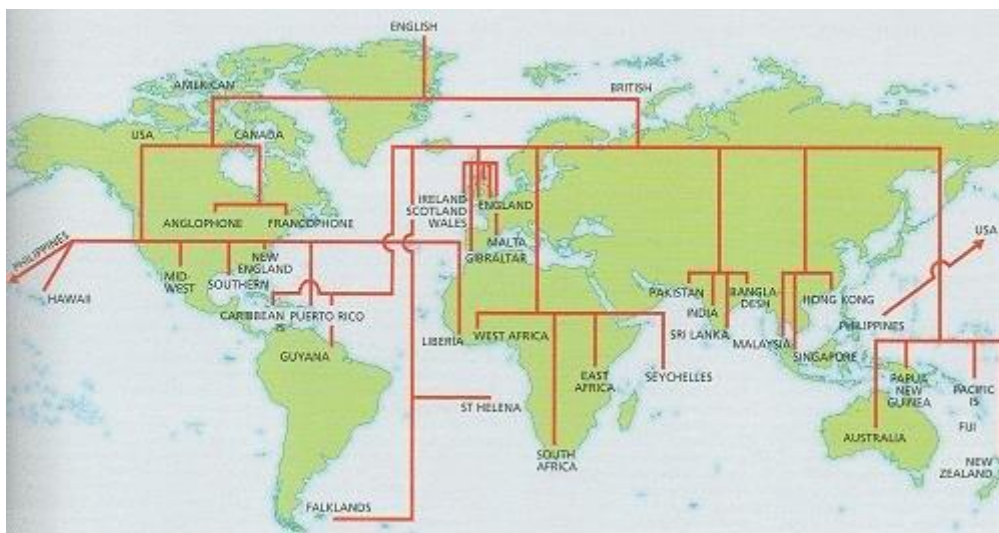 ENGLISH
AMERICAN
BRITISH
USA
CANADA
IRELAND
SCOTLAND
WALES
ENGLAND
ANGLOPHONE
FRANCOPHONE
MALTA
GIBRALTAR
PHILIPPINES
USA
NEW
ENGLAND
MID
WEST
SOUTHERN
HAWAII
PAKISTAN
BANGLA
DESH
HONG KONG
INDIA
CARIBBEAN
IS
PUERTO RICO
PHILIPPINES
LIBERIA
WEST AFRICA
SRI LANKA
MALAYSIA
SINGAPORE
GUYANA
EAST
AFRICA
SEYCHELLES
PAPUA
NEW
GUINEA
PACIFIC
IS
ST HELENA
FIJI
AUSTRALIA
SOUTH
AFRICA
NEW
ZEALAND
FALKLANDS